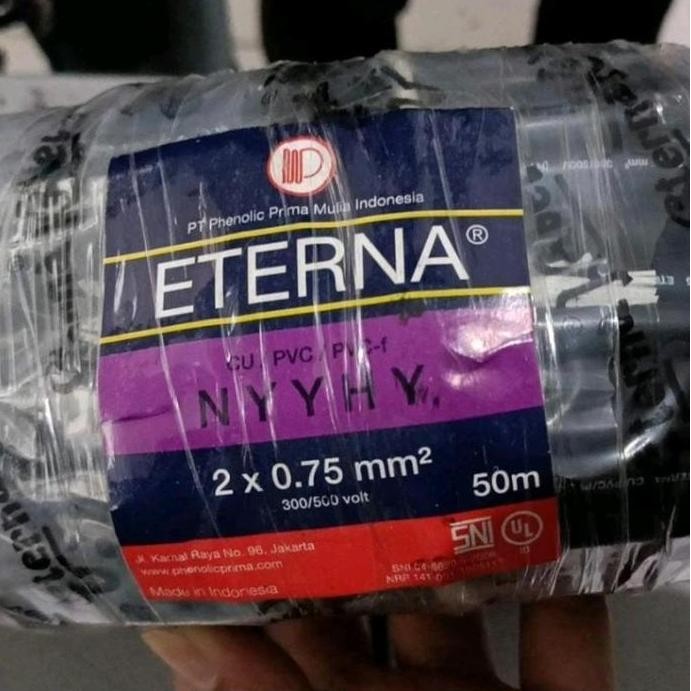 PT Phenolic Prima Mulia Indonesia
ETERNA®
CU / PVC / PVC-f
NYYHY
2 x 0.75 mm²
300/500 volt
50m
SNI
UL
Jl. Kamal Raya No. 96, Jakarta
www.phenolicprima.com
Made in Indonesia